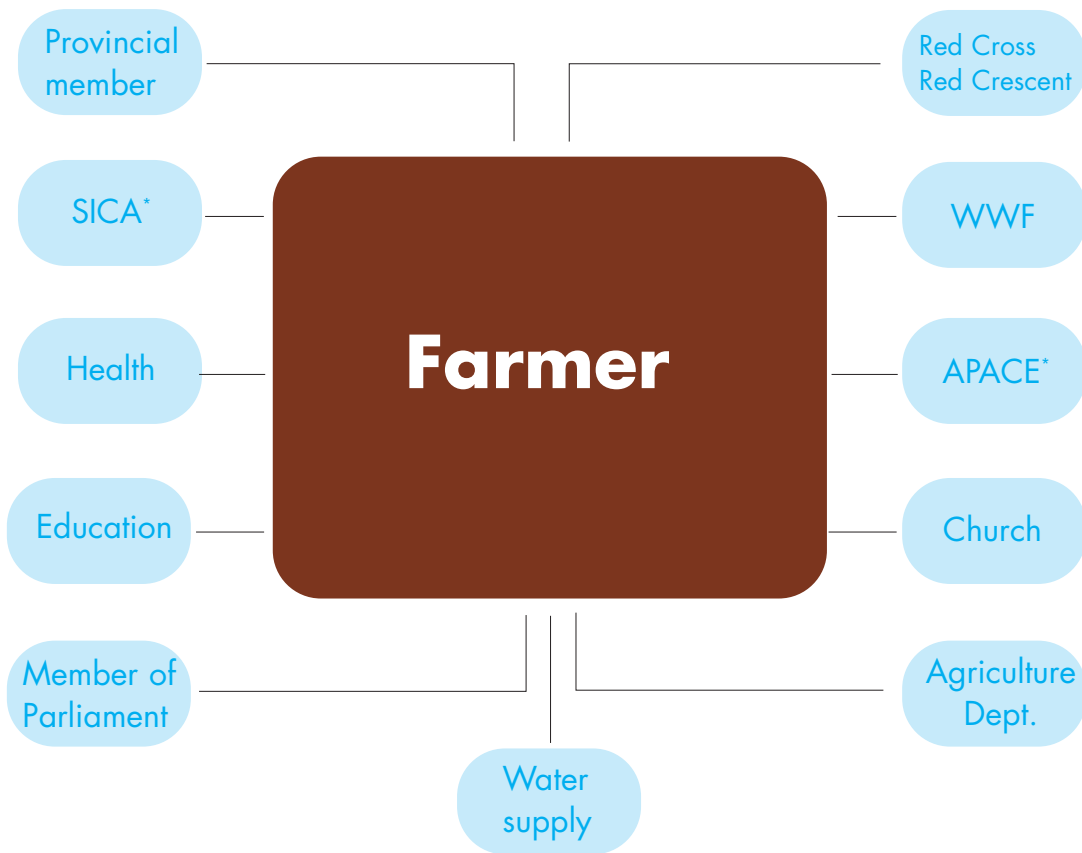 Provincial
member
Red Cross
Red Crescent
SICA*
WWF
Farmer
Health
APACE*
Education
Church
Member of
Parliament
Agriculture
Dept.
Water
supply